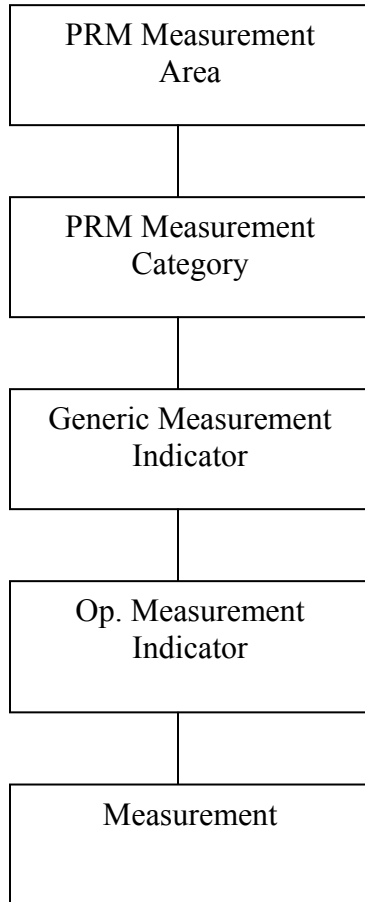 PRM Measurement
Area
PRM Measurement
Category
Generic Measurement
Indicator
Op. Measurement
Indicator
Measurement